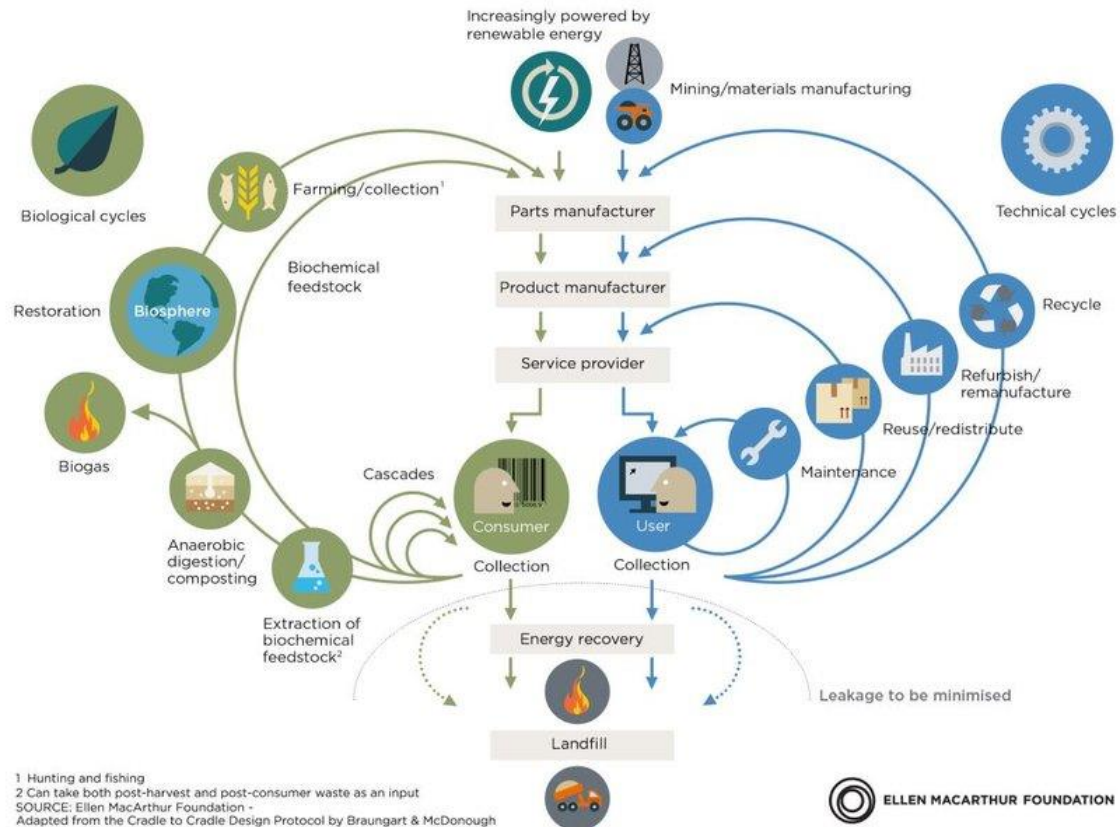 Increasingly powered by
renewable energy
Mining/materials manufacturing
Biological cycles
Farming/collection¹
Parts manufacturer
Technical cycles
Biochemical
feedstock
Product manufacturer
Restoration
Biosphere
Recycle
Service provider
Refurbish/
remanufacture
Reuse/redistribute
Biogas
Cascades
Maintenance
Consumer
User
Anaerobic
digestion/
composting
Collection
Collection
Extraction of
biochemical
feedstock²
Energy recovery
Leakage to be minimised
Landfill
1 Hunting and fishing
2 Can take both post-harvest and post-consumer waste as an input
SOURCE: Ellen MacArthur Foundation -
Adapted from the Cradle to Cradle Design Protocol by Braungart & McDonough
ELLEN MACARTHUR FOUNDATION